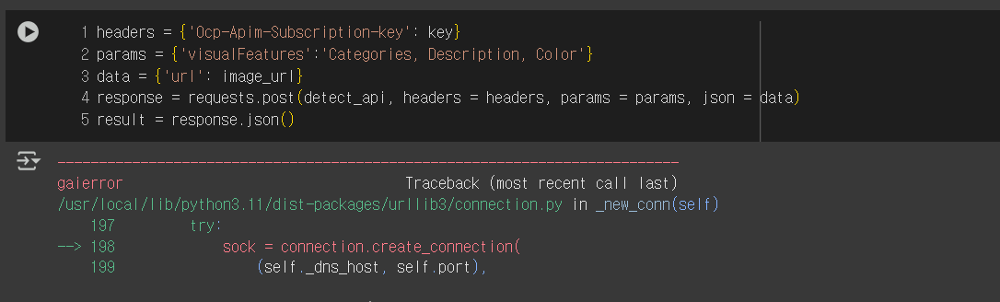 1 headers = {'Ocp-Apim-Subscription-key': key}
2 params = {'visualFeatures':'Categories, Description, Color'}
3 data = {'url': image_url}
4 response = requests.post(detect_api, headers = headers, params = params, json = data)
5 result = response.json()
---------------------------------------------------------------------------
gaierror Traceback (most recent call last)
/usr/local/lib/python3.11/dist-packages/urllib3/connection.py in _new_conn(self)
197 try:
--> 198 sock = connection.create_connection(
199 (self._dns_host, self.port),